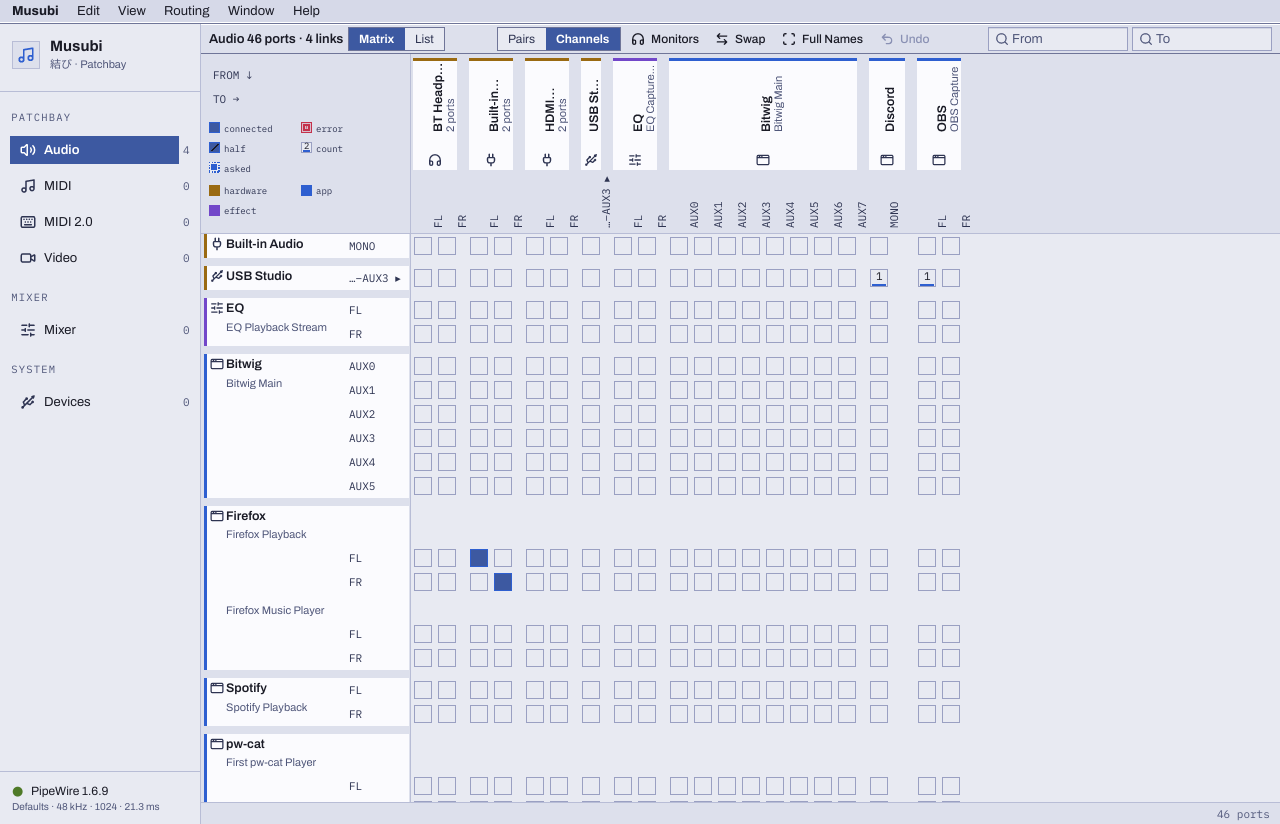 Musubi Edit View Routing Window Help
Musubi
結び · Patchbay
PATCHBAY
Audio 4
MIDI 0
MIDI 2.0 0
Video 0
MIXER
Mixer 0
SYSTEM
Devices 0
PipeWire 1.6.9
Defaults · 48 kHz · 1024 · 21.3 ms
Audio 46 ports · 4 links Matrix List Pairs Channels Monitors Swap Full Names Undo From To
FROM ↓
TO →
connected error
half 2 count
asked
hardware app
effect
BT Headp...
2 ports
Built-in...
2 ports
HDMI...
2 ports
USB St...
EQ
EQ Capture...
Bitwig
Bitwig Main
Discord
OBS
OBS Capture
FL FR FL FR FL FR …–AUX3 ▸ FL FR AUX0 AUX1 AUX2 AUX3 AUX4 AUX5 AUX6 AUX7 MONO FL FR
Built-in Audio MONO
USB Studio …–AUX3 ▸ 1 1
EQ FL
EQ Playback Stream FR
Bitwig AUX0
Bitwig Main AUX1
AUX2
AUX3
AUX4
AUX5
Firefox
Firefox Playback
FL
FR
Firefox Music Player
FL
FR
Spotify FL
Spotify Playback FR
pw-cat
First pw-cat Player
FL
46 ports